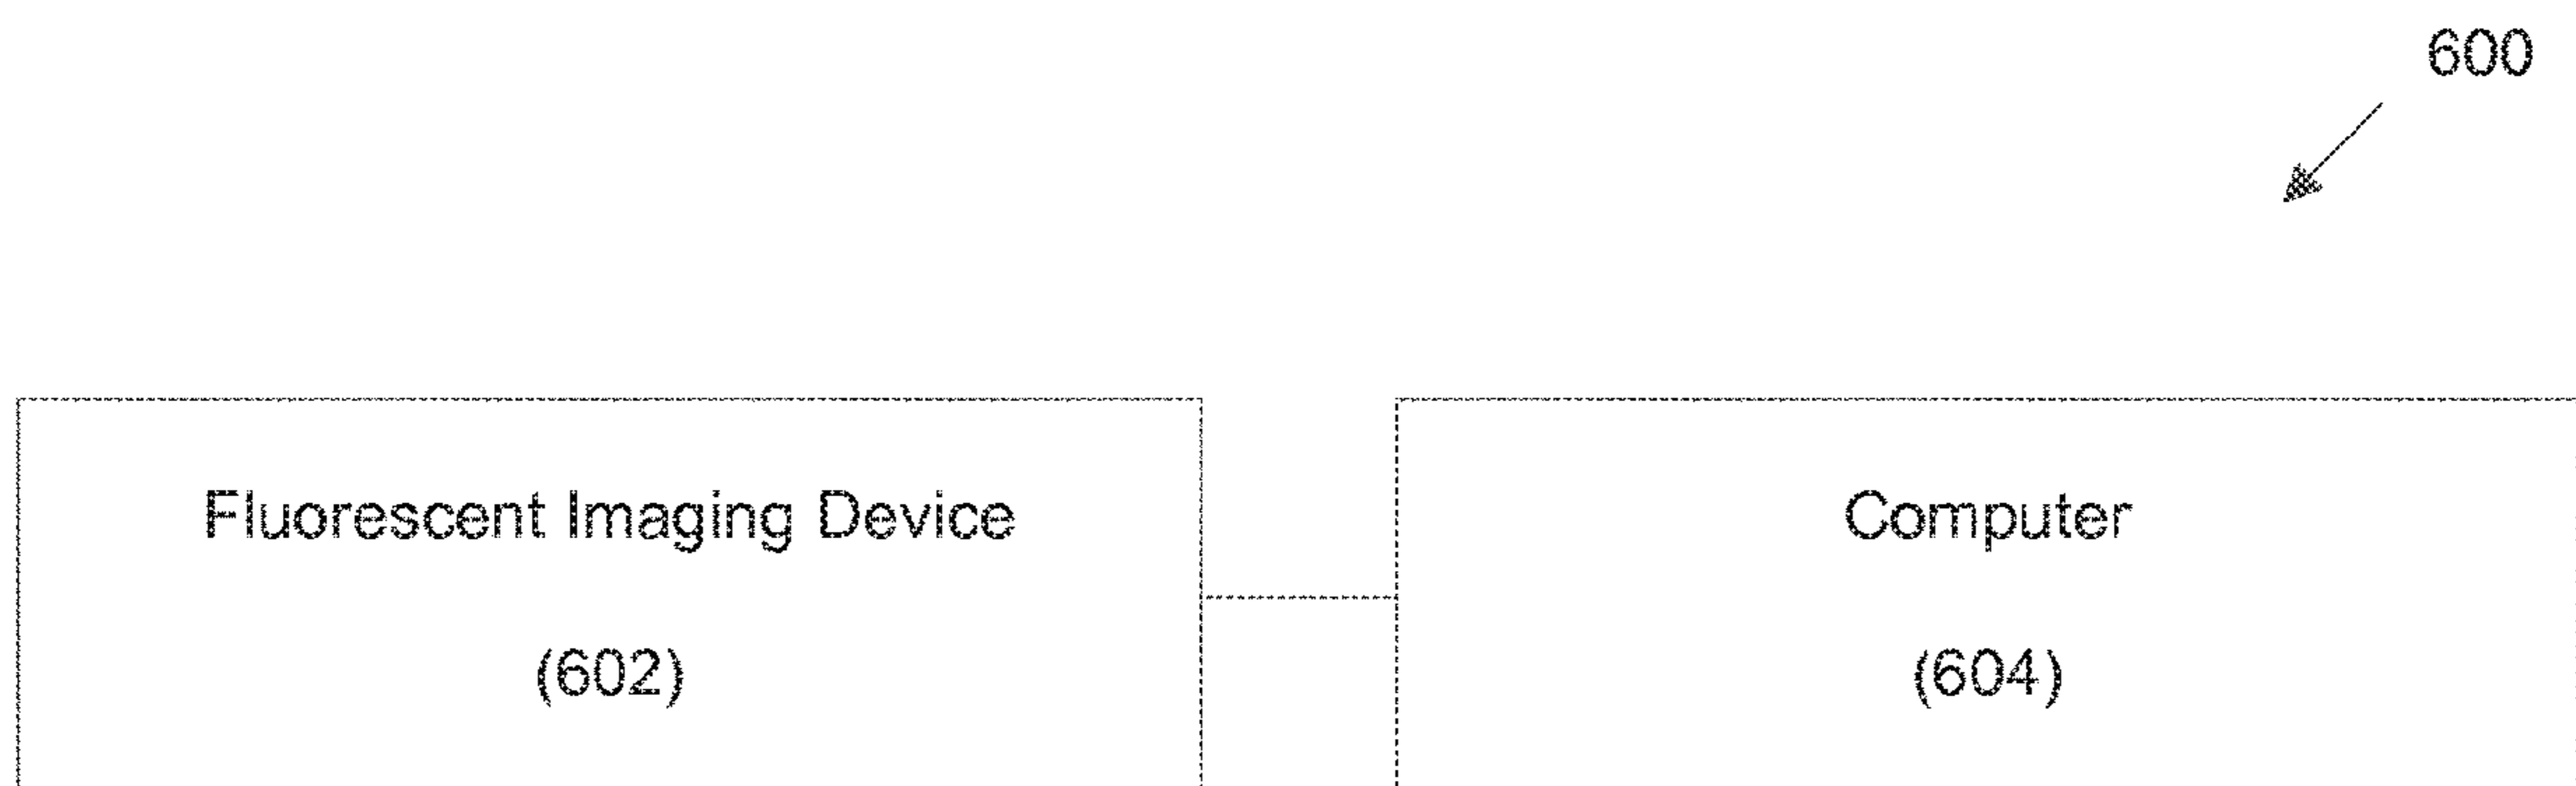 600
Fluorescent Imaging Device
(602)
Computer
(604)